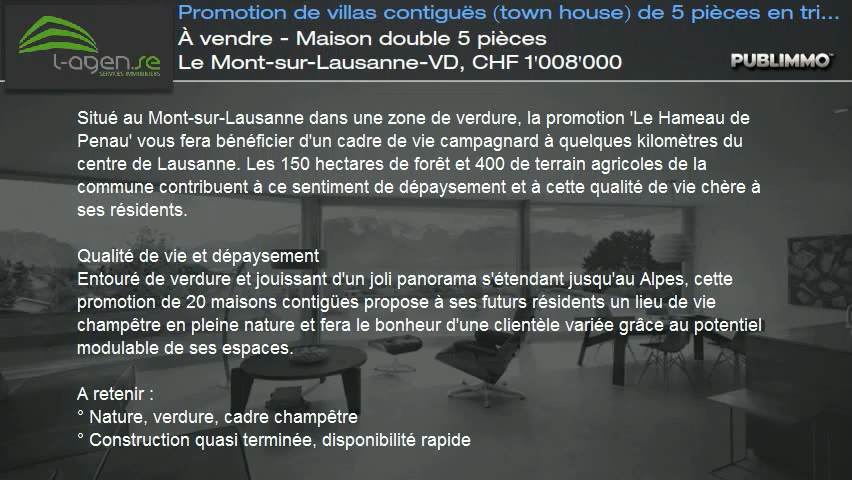 Promotion de villas contiguës (town house) de 5 pièces en tri...
À vendre - Maison double 5 pièces
Le Mont-sur-Lausanne-VD, CHF 1'008'000
L-agen.se
SERVICES IMMOBILIERS
PUBLIMMO
Situé au Mont-sur-Lausanne dans une zone de verdure, la promotion 'Le Hameau de
Penau' vous fera bénéficier d'un cadre de vie campagnard à quelques kilomètres du
centre de Lausanne. Les 150 hectares de forêt et 400 de terrain agricoles de la
commune contribuent à ce sentiment de dépaysement et à cette qualité de vie chère à
ses résidents.
Qualité de vie et dépaysement
Entouré de verdure et jouissant d'un joli panorama s'étendant jusqu'au Alpes, cette
promotion de 20 maisons contigües propose à ses futurs résidents un lieu de vie
champêtre en pleine nature et fera le bonheur d'une clientèle variée grâce au potentiel
modulable de ses espaces.
A retenir :
° Nature, verdure, cadre champêtre
° Construction quasi terminée, disponibilité rapide